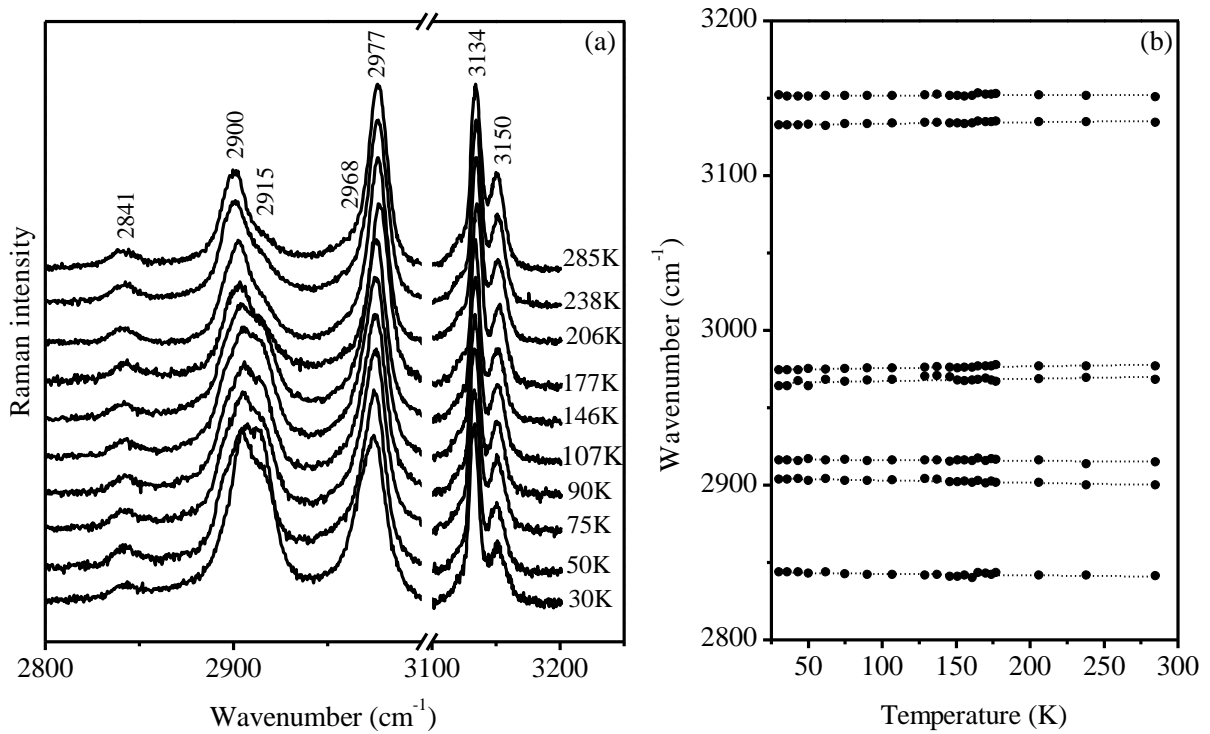 (a)
2841
2900
2915
2968
2977
3134
3150
285K
238K
206K
177K
146K
107K
90K
75K
50K
30K
Raman intensity
2800
2900
3100
3200
Wavenumber (cm-1)
(b)
3200
3100
3000
2900
2800
Wavenumber (cm-1)
50
100
150
200
250
300
Temperature (K)